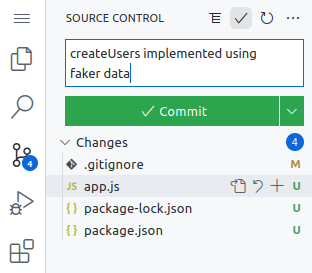 SOURCE CONTROL
createUsers implemented using
faker data
Commit
Changes 4
.gitignore M
4
JS app.js U
{} package-lock.json U
{} package.json U